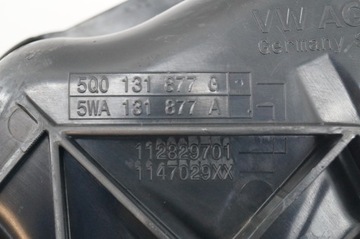 VW AG
Germany
5Q0 131 877 G
5WA 131 877 A
112829701
1147029XX